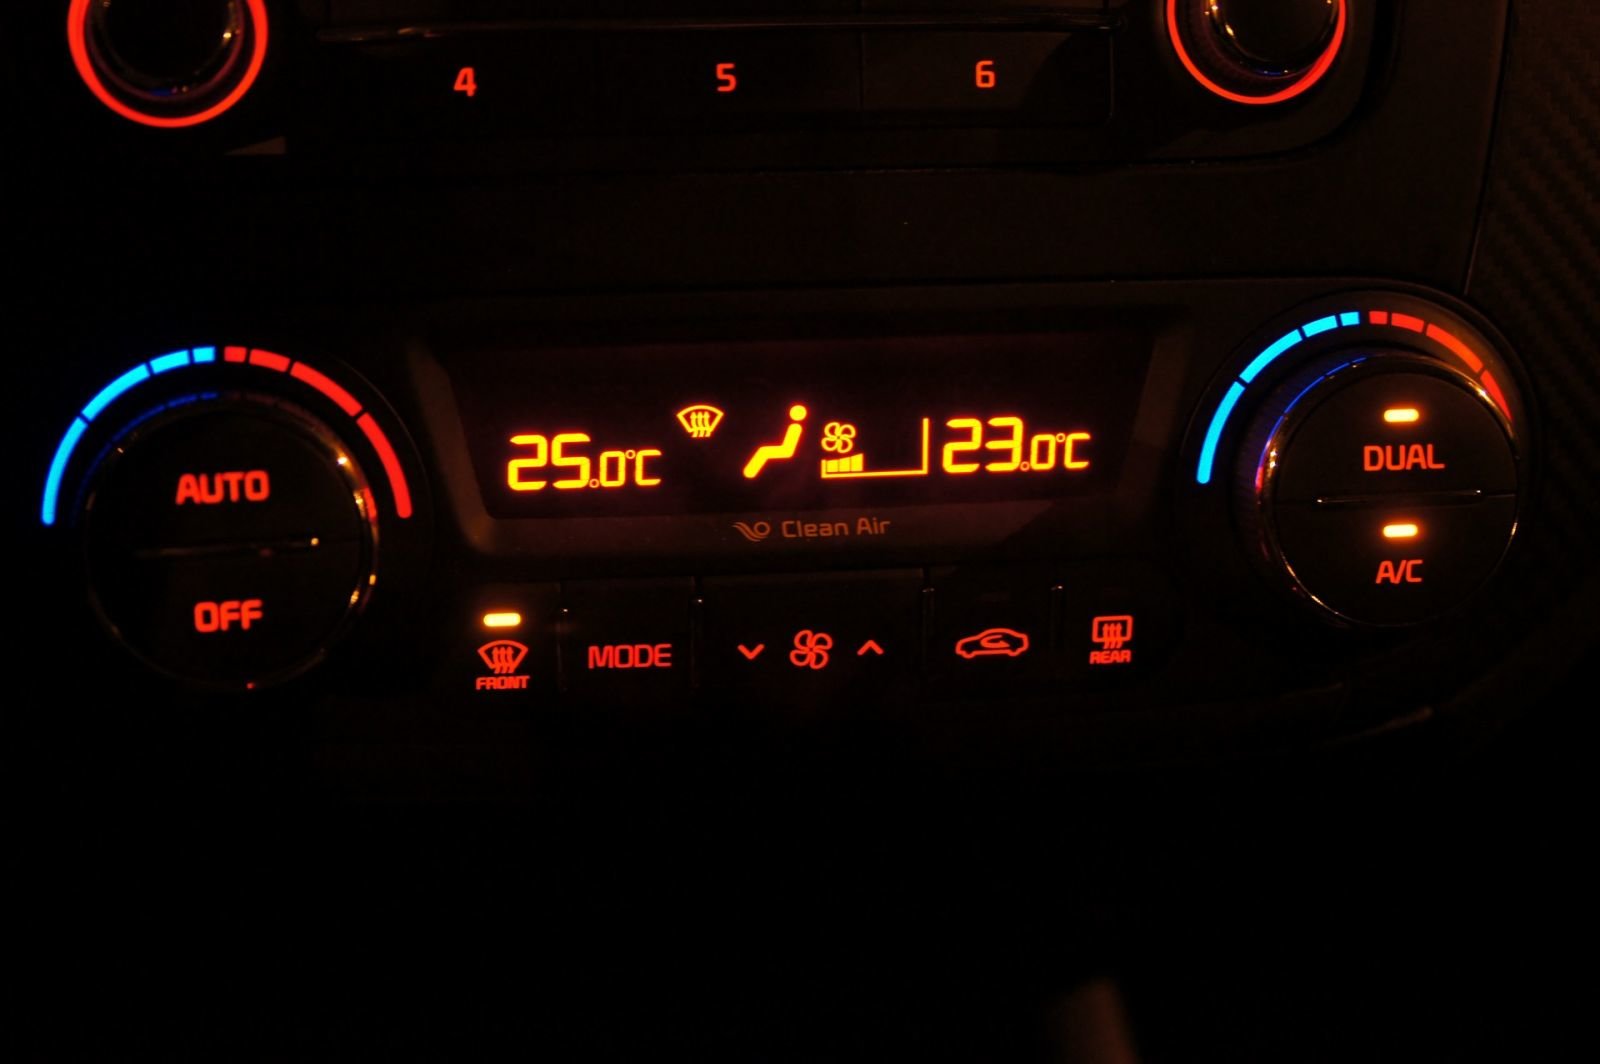 4 5 6
25.0°C 23.0°C
Clean Air
AUTO
OFF
FRONT
MODE
REAR
DUAL
A/C